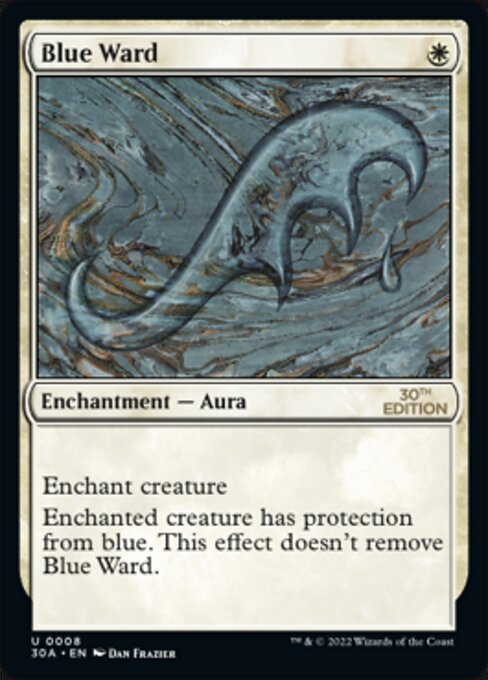 Blue Ward
Enchantment — Aura
30TH
EDITION
Enchant creature
Enchanted creature has protection
from blue. This effect doesn't remove
Blue Ward.
U 0008
30A • EN Dan Frazier
™ & © 2022 Wizards of the Coast